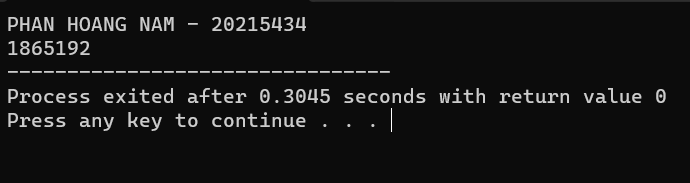 PHAN HOANG NAM - 20215434
1865192
--------------------------------
Process exited after 0.3045 seconds with return value 0
Press any key to continue . . .